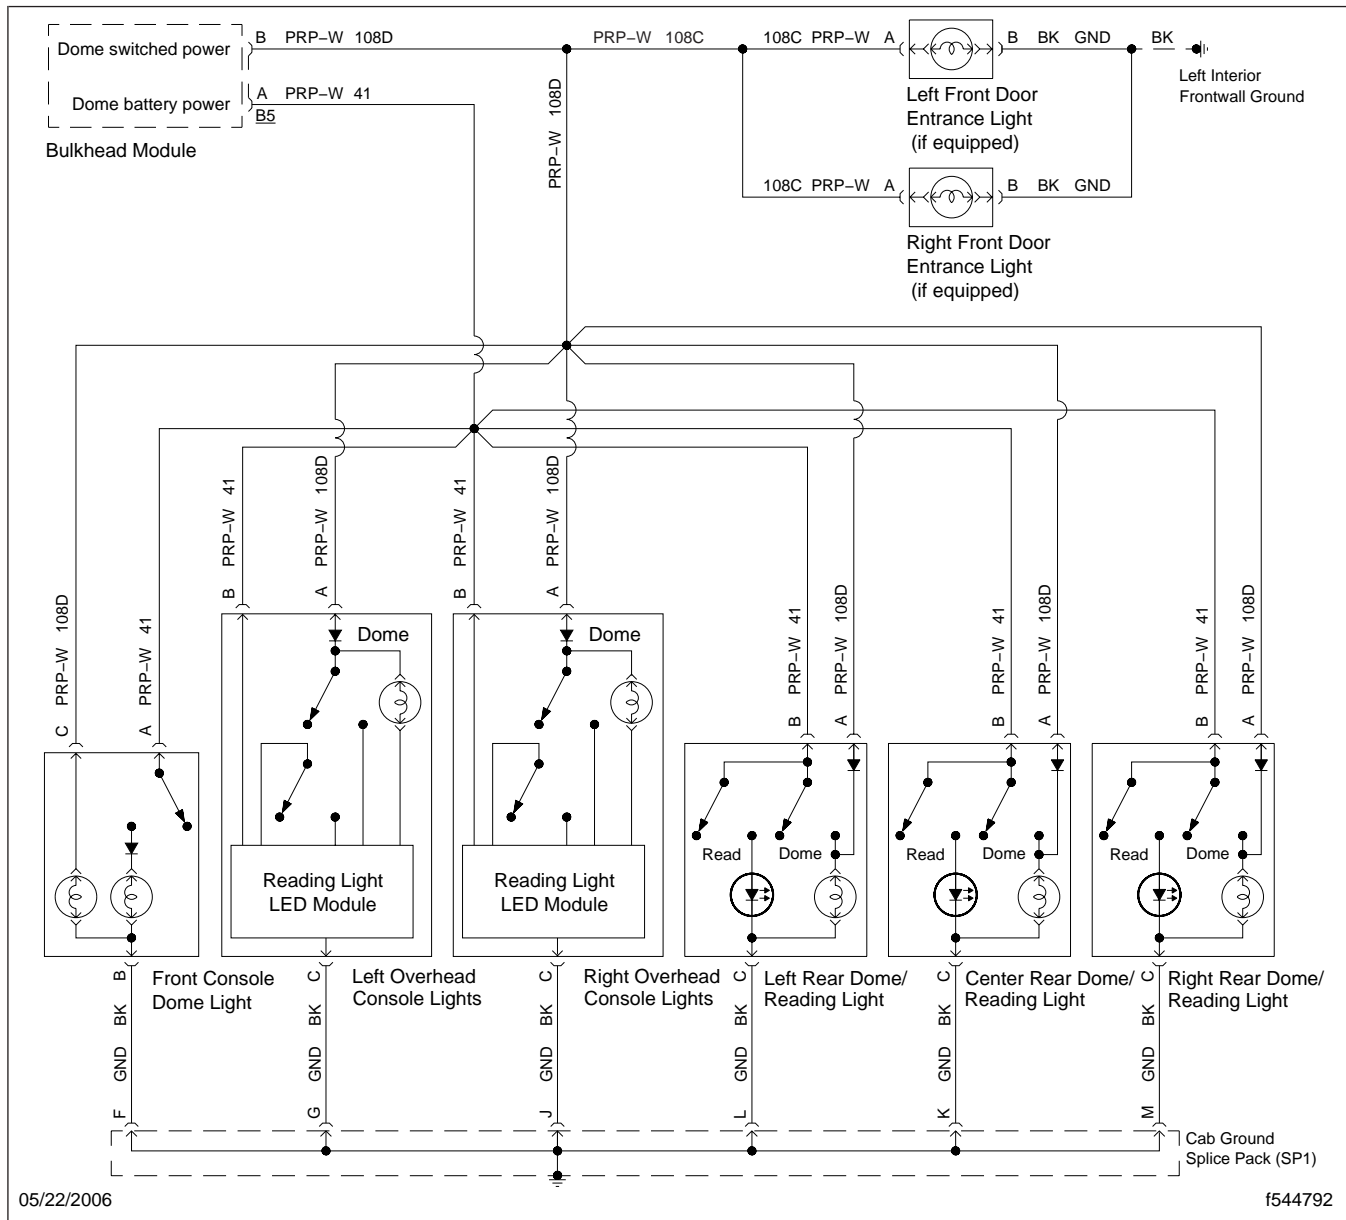 Dome switched power
B PRP–W 108D
PRP–W 108C
108C PRP–W A
B BK GND
BK
Left Interior
Frontwall Ground
Dome battery power
A PRP–W 41
B5
Bulkhead Module
PRP–W 108D
Left Front Door
Entrance Light
(if equipped)
108C PRP–W A
B BK GND
Right Front Door
Entrance Light
(if equipped)
C PRP–W 108D
A PRP–W 41
B PRP–W 41
A PRP–W 108D
B PRP–W 41
A PRP–W 108D
B PRP–W 41
A PRP–W 108D
B PRP–W 41
A PRP–W 108D
B PRP–W 41
A PRP–W 108D
Dome
Dome
Read
Dome
Read
Dome
Read
Dome
Reading Light
LED Module
Reading Light
LED Module
Front Console
Dome Light
Left Overhead
Console Lights
Right Overhead
Console Lights
Left Rear Dome/
Reading Light
Center Rear Dome/
Reading Light
Right Rear Dome/
Reading Light
F GND BK B
G GND BK C
J GND BK C
L GND BK C
K GND BK C
M GND BK C
Cab Ground
Splice Pack (SP1)
05/22/2006
f544792